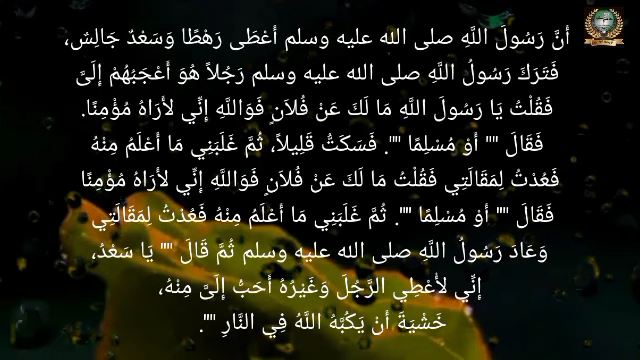 أَنَّ رَسُولَ اللَّهِ صلى الله عليه وسلم أَعْطَى رَهْطًا وَسَعْدٌ جَالِسٌ،
فَتَرَكَ رَسُولُ اللَّهِ صلى الله عليه وسلم رَجُلاً هُوَ أَعْجَبُهُمْ إِلَىَّ
فَقُلْتُ يَا رَسُولَ اللَّهِ مَا لَكَ عَنْ فُلاَنٍ فَوَاللَّهِ إِنِّي لأَرَاهُ مُؤْمِنًا.
فَقَالَ "" أَوْ مُسْلِمًا "". فَسَكَتُّ قَلِيلاً، ثُمَّ غَلَبَنِي مَا أَعْلَمُ مِنْهُ
فَعُدْتُ لِمَقَالَتِي فَقُلْتُ مَا لَكَ عَنْ فُلاَنٍ فَوَاللَّهِ إِنِّي لأَرَاهُ مُؤْمِنًا
فَقَالَ "" أَوْ مُسْلِمًا "". ثُمَّ غَلَبَنِي مَا أَعْلَمُ مِنْهُ فَعُدْتُ لِمَقَالَتِي
وَعَادَ رَسُولُ اللَّهِ صلى الله عليه وسلم ثُمَّ قَالَ "" يَا سَعْدُ،
إِنِّي لأُعْطِي الرَّجُلَ وَغَيْرُهُ أَحَبُّ إِلَىَّ مِنْهُ،
خَشْيَةَ أَنْ يَكُبَّهُ اللَّهُ فِي النَّارِ "".